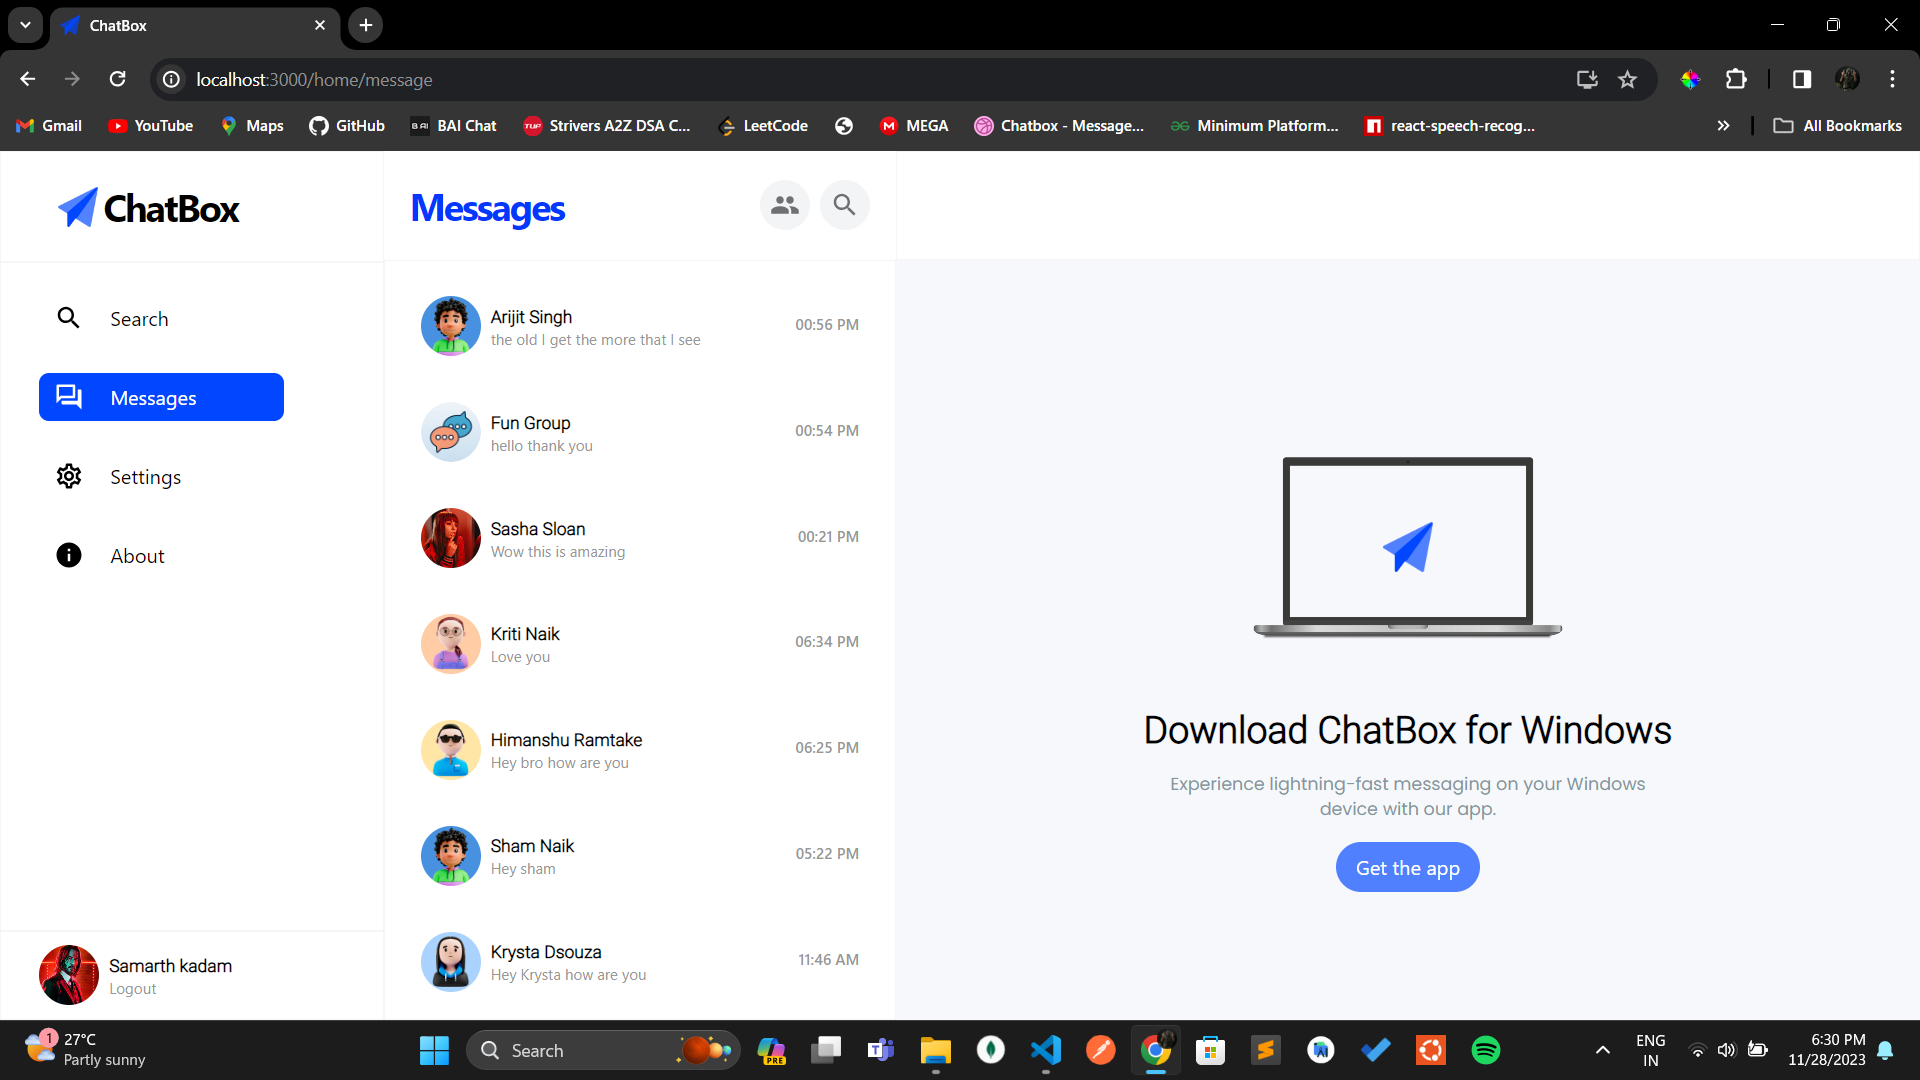 ChatBox
localhost:3000/home/message
Gmail
YouTube
Maps
GitHub
BAI Chat
Strivers A2Z DSA C...
LeetCode
MEGA
Chatbox - Message...
Minimum Platform...
react-speech-recog...
All Bookmarks
ChatBox
Search
Messages
Settings
About
Samarth kadam
Logout
Messages
Arijit Singh
00:56 PM
the old I get the more that I see
Fun Group
00:54 PM
hello thank you
Sasha Sloan
00:21 PM
Wow this is amazing
Kriti Naik
06:34 PM
Love you
Himanshu Ramtake
06:25 PM
Hey bro how are you
Sham Naik
05:22 PM
Hey sham
Krysta Dsouza
11:46 AM
Hey Krysta how are you
Download ChatBox for Windows
Experience lightning-fast messaging on your Windows
device with our app.
Get the app
1
27°C
Partly sunny
Search
PRE
ENG
IN
6:30 PM
11/28/2023